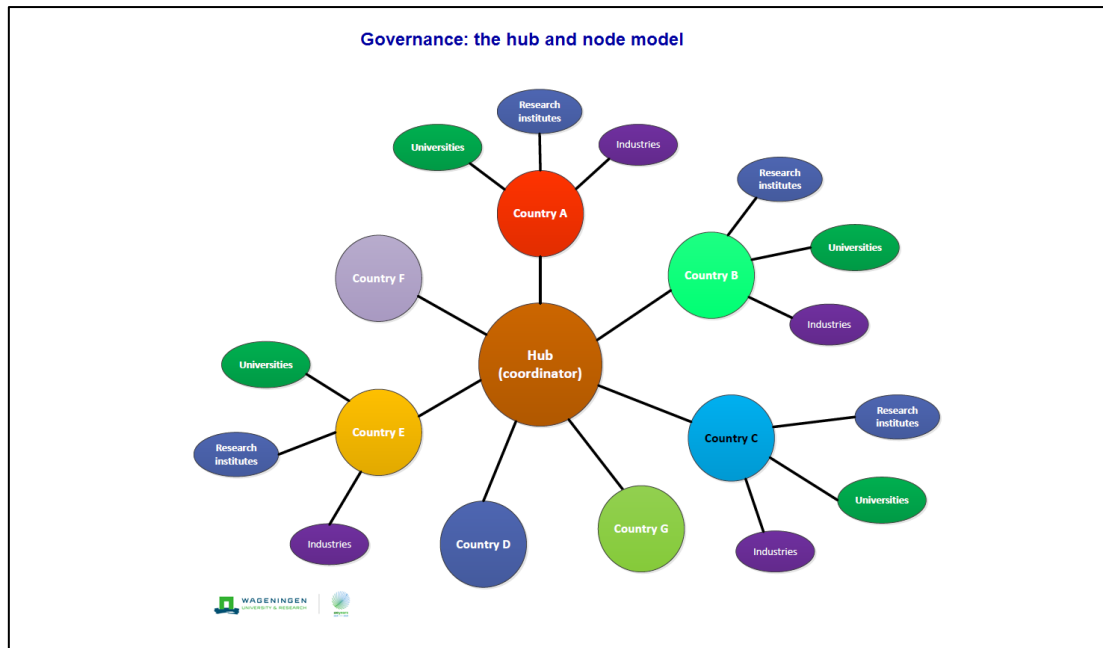 Governance: the hub and node model
Research
institutes
Universities
Industries
Country A
Research
institutes
Universities
Country B
Industries
Country F
Hub
(coordinator)
Universities
Country E
Research
institutes
Industries
Country C
Research
institutes
Universities
Industries
Country D
Country G
WAGENINGEN
UNIVERSITY & RESEARCH